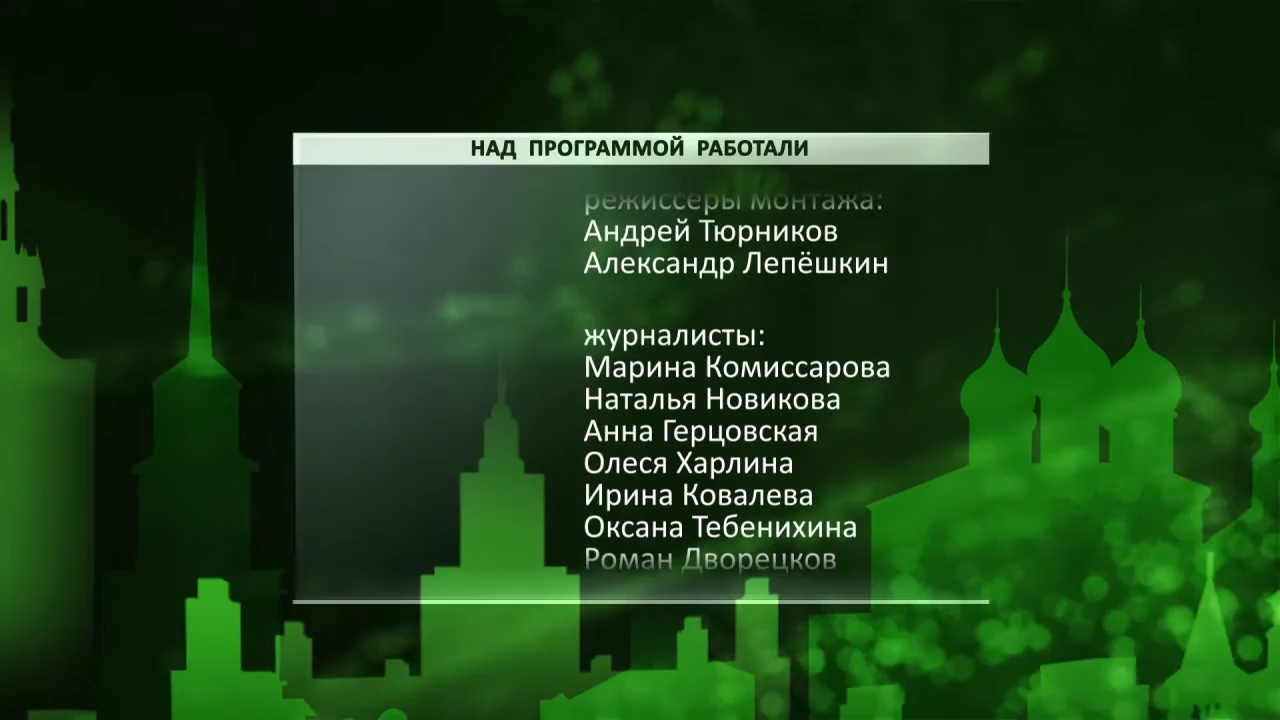 НАД ПРОГРАММОЙ РАБОТАЛИ
режиссеры монтажа:
Андрей Тюрников
Александр Лепёшкин
журналисты:
Марина Комиссарова
Наталья Новикова
Анна Герцовская
Олеся Харлина
Ирина Ковалева
Оксана Тебенихина
Роман Дворецков